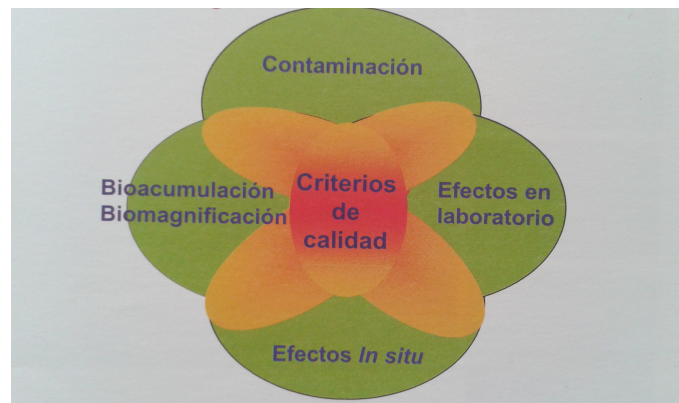 Contaminación
Bioacumulación
Biomagnificación
Criterios
de
calidad
Efectos en
laboratorio
Efectos In situ